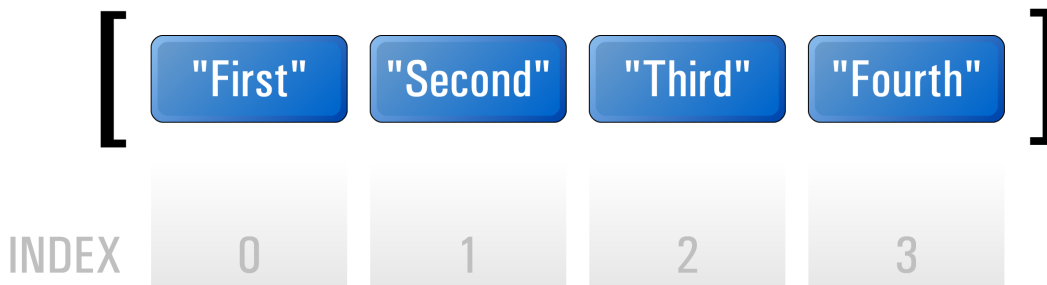 [ "First" "Second" "Third" "Fourth" ]
INDEX 0 1 2 3